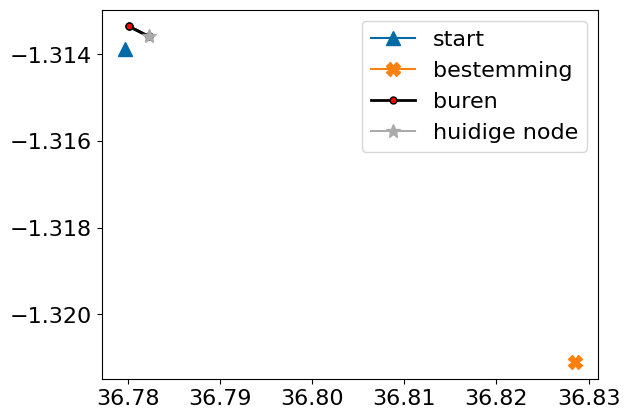 start
bestemming
buren
huidige node
−1.314
−1.316
−1.318
−1.320
36.78 36.79 36.80 36.81 36.82 36.83